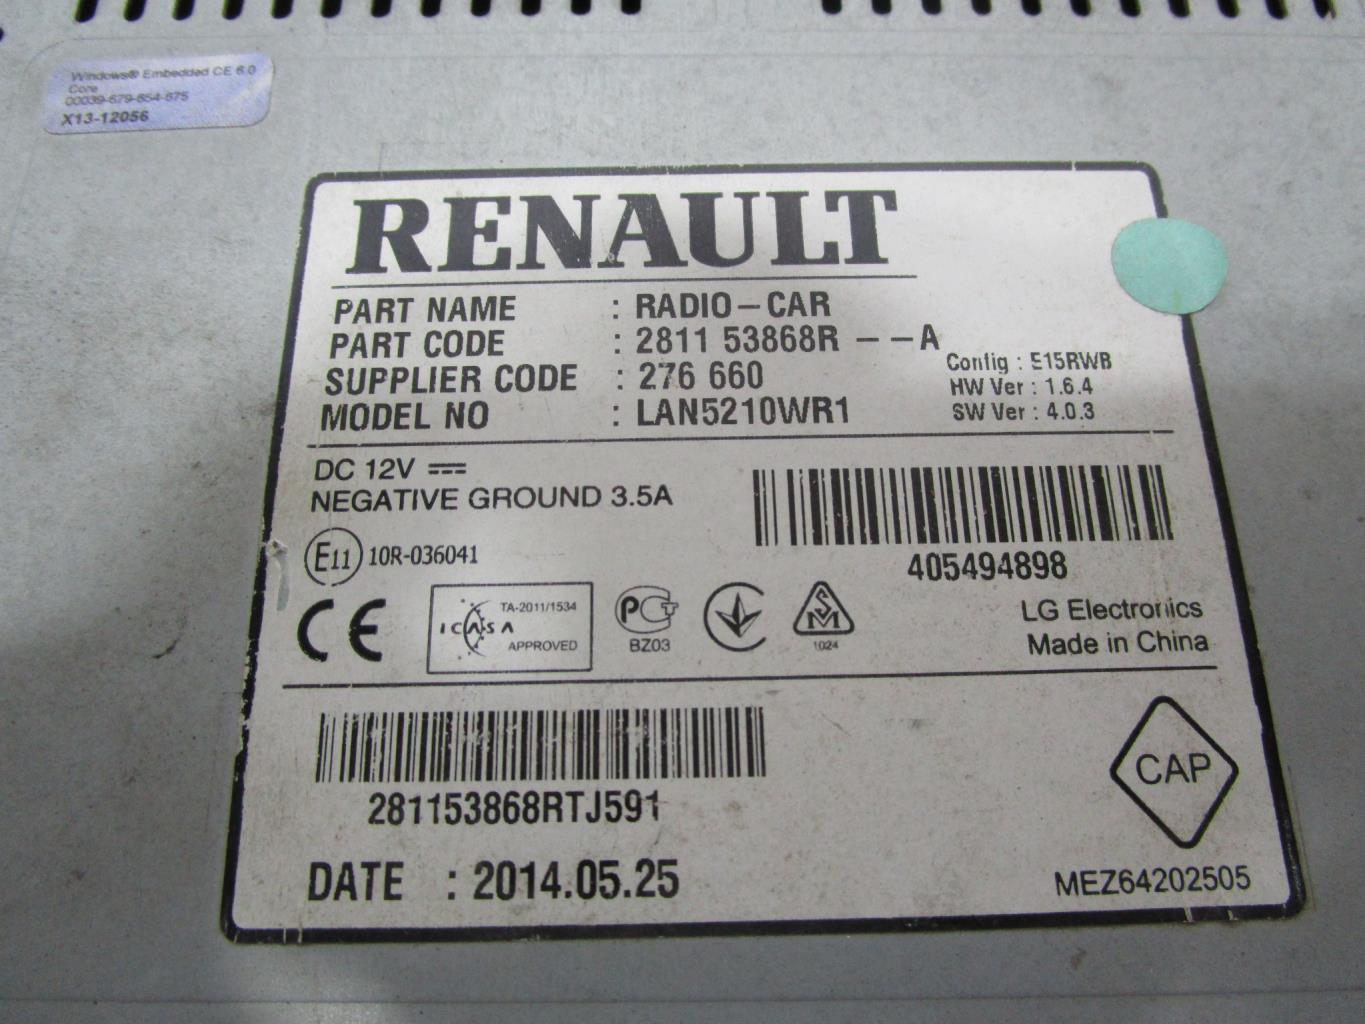 Windows® Embedded CE 6.0
Core
00039-679-654-675
X13-12056
RENAULT
PART NAME : RADIO-CAR
PART CODE : 2811 53868R --A
SUPPLIER CODE : 276 660
MODEL NO : LAN5210WR1
Config : E15RWB
HW Ver : 1.6.4
SW Ver : 4.0.3
DC 12V
NEGATIVE GROUND 3.5A
405494898
E11 10R-036041
CE
TA-2011/1534
ICASA
APPROVED
PCT
BZ03
SM
1024
LG Electronics
Made in China
281153868RTJ591
CAP
DATE : 2014.05.25
MEZ64202505